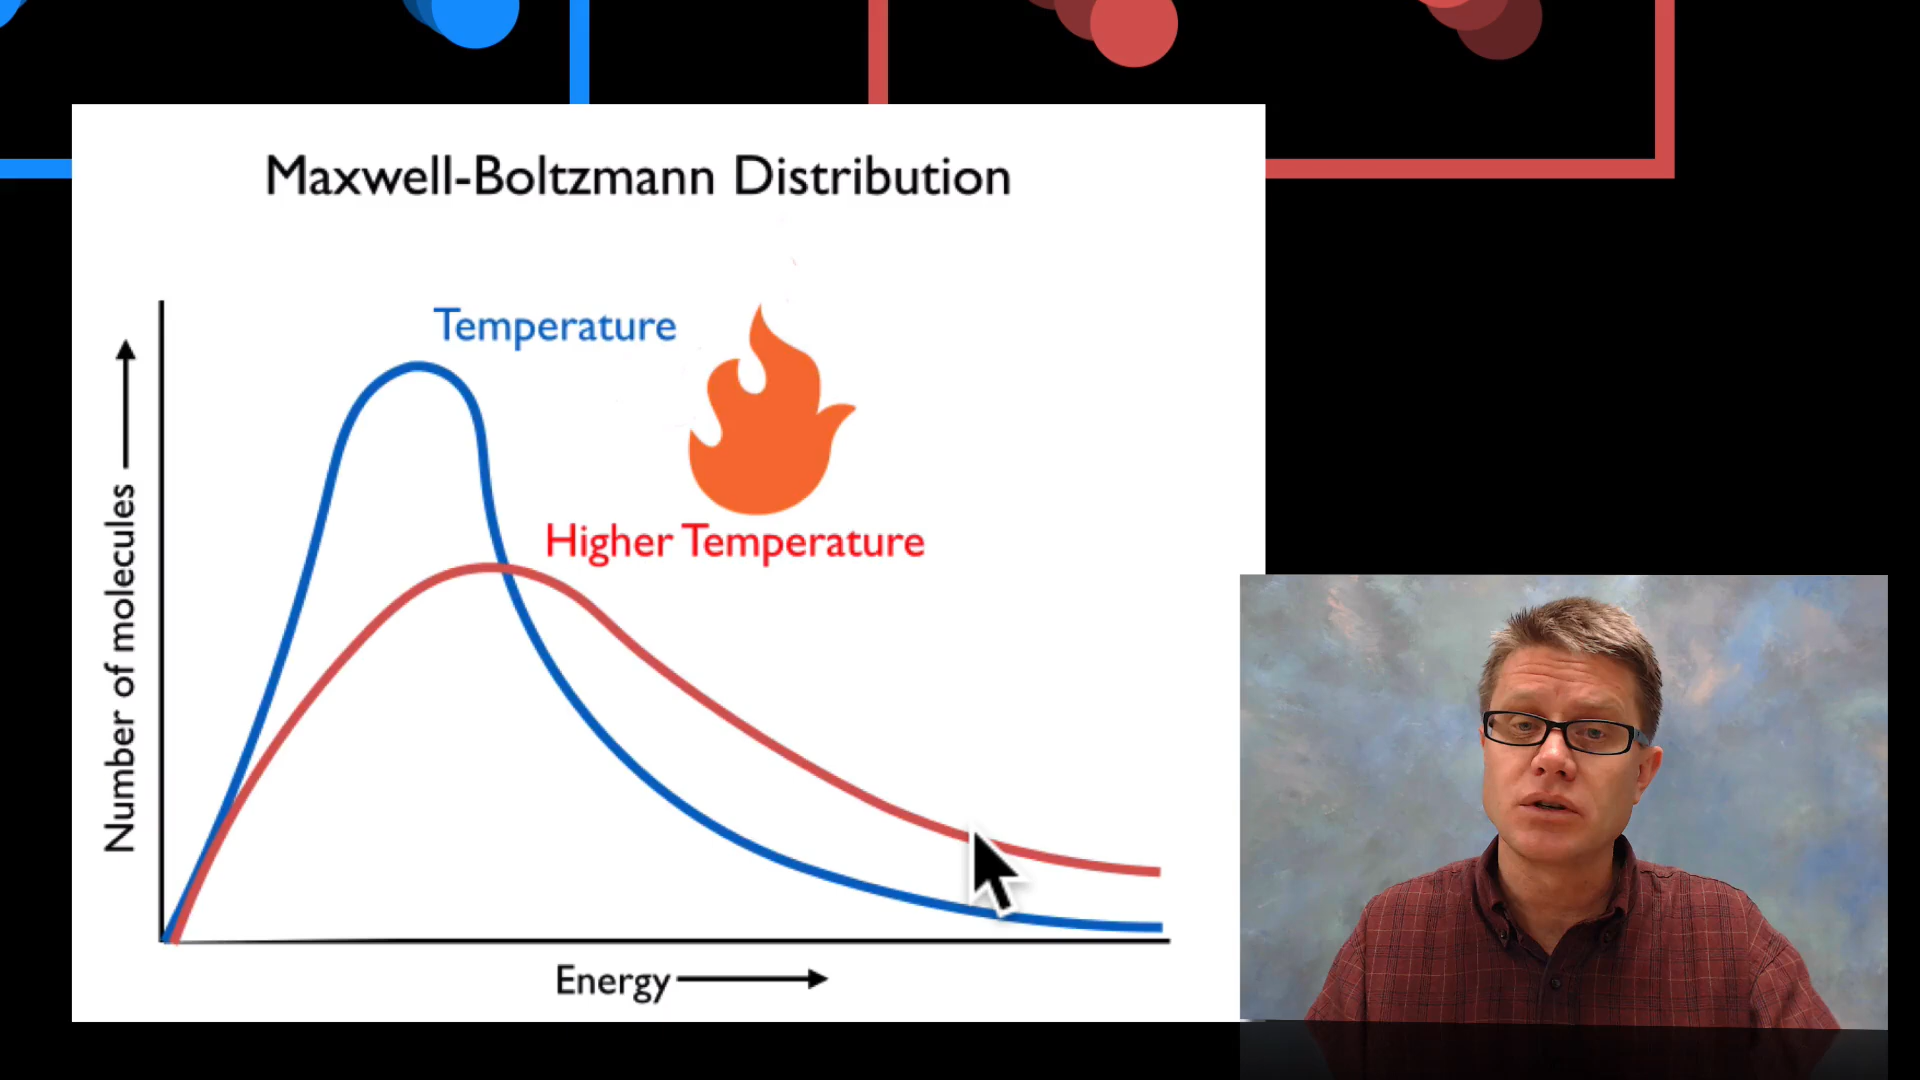 Maxwell-Boltzmann Distribution
Temperature
Higher Temperature
Number of molecules
Energy